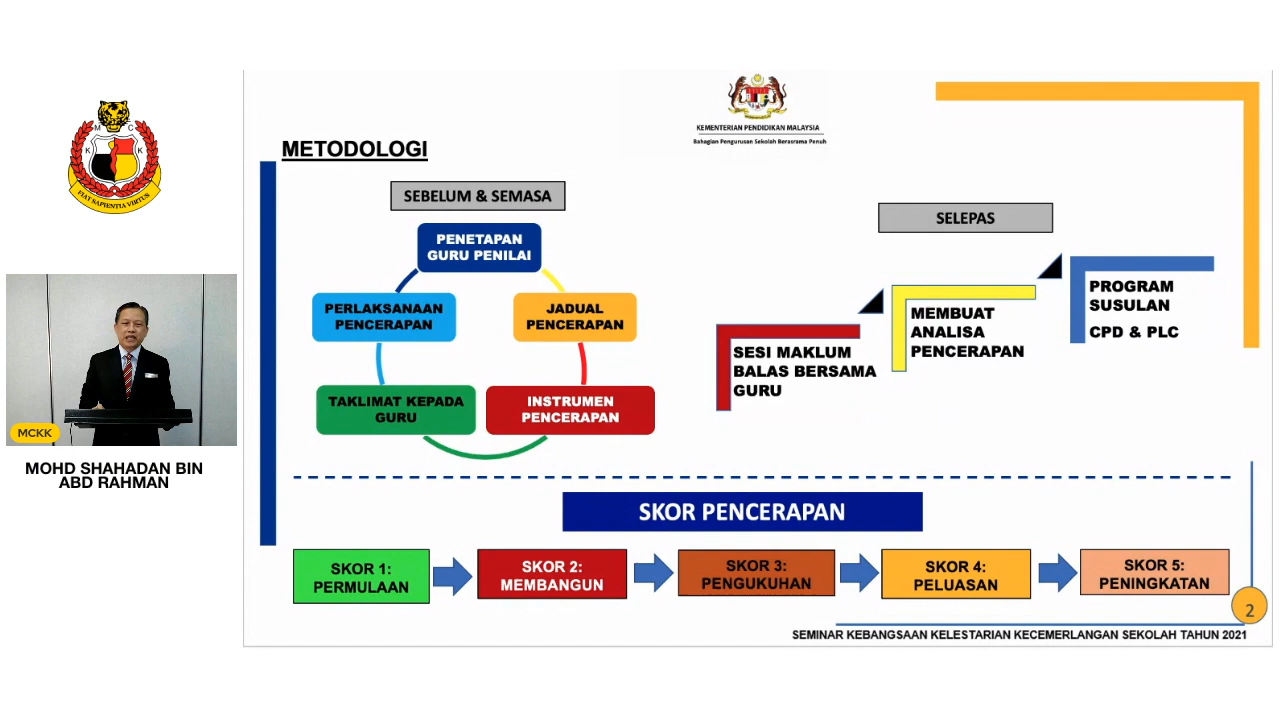 M C
K K
FIAT SAPIENTIA VIRTUS
MCKK
MOHD SHAHADAN BIN
ABD RAHMAN
KEMENTERIAN PENDIDIKAN MALAYSIA
Bahagian Pengurusan Sekolah Berasrama Penuh
METODOLOGI
SEBELUM & SEMASA
PENETAPAN
GURU PENILAI
JADUAL
PENCERAPAN
INSTRUMEN
PENCERAPAN
TAKLIMAT KEPADA
GURU
PERLAKSANAAN
PENCERAPAN
SELEPAS
SESI MAKLUM
BALAS BERSAMA
GURU
MEMBUAT
ANALISA
PENCERAPAN
PROGRAM
SUSULAN
CPD & PLC
SKOR PENCERAPAN
SKOR 1:
PERMULAAN
SKOR 2:
MEMBANGUN
SKOR 3:
PENGUKUHAN
SKOR 4:
PELUASAN
SKOR 5:
PENINGKATAN
2
SEMINAR KEBANGSAAN KELESTARIAN KECEMERLANGAN SEKOLAH TAHUN 2021